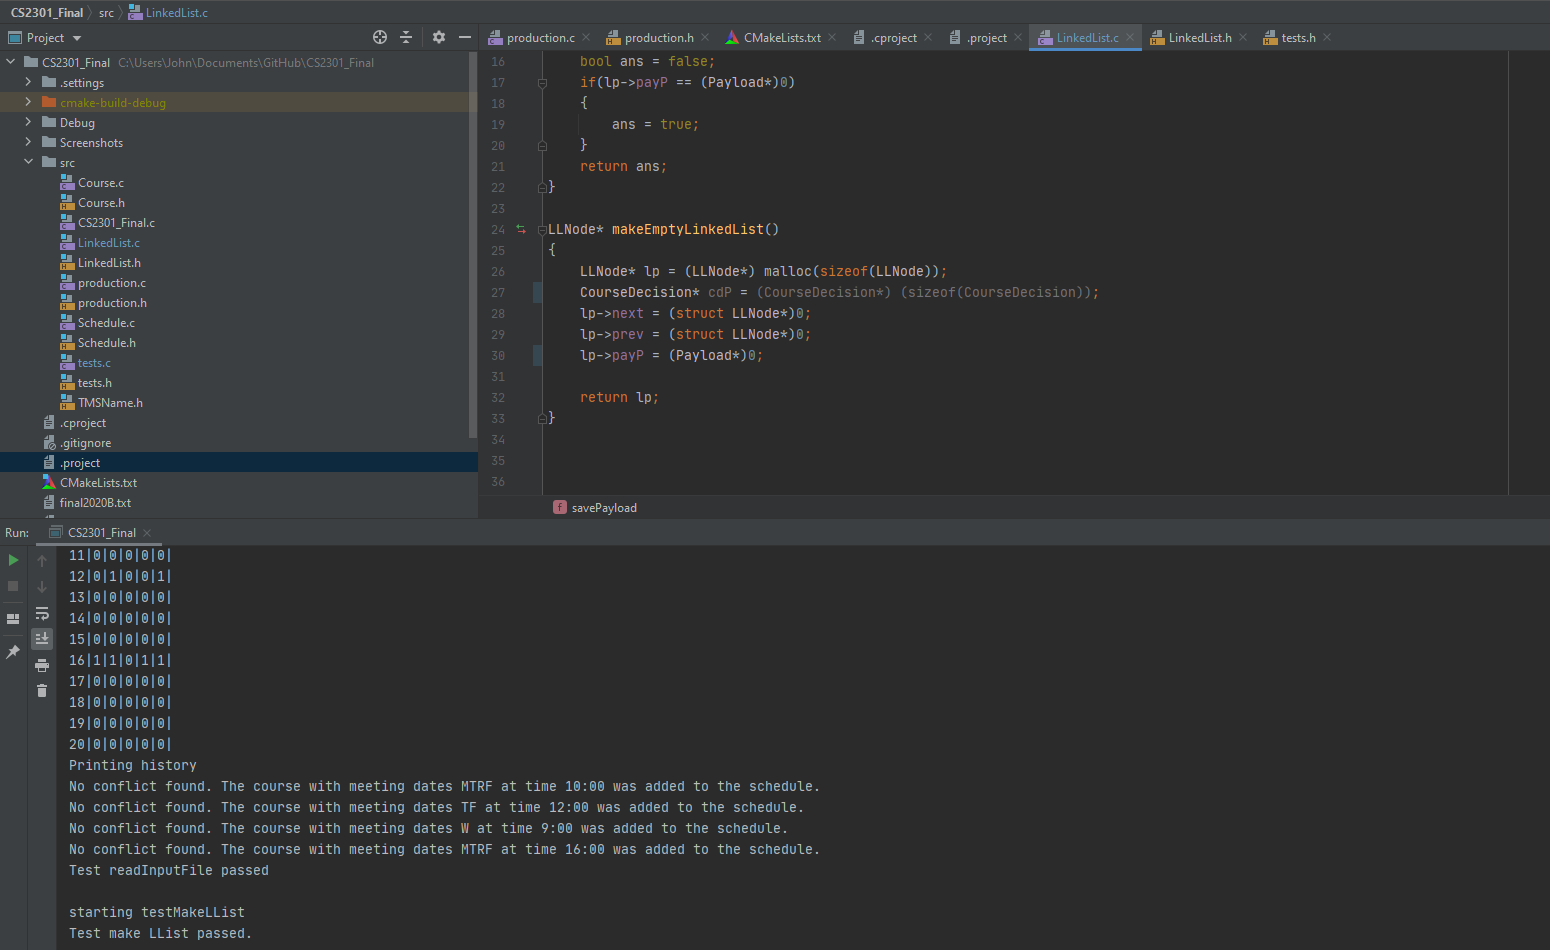 CS2301_Final src LinkedList.c
Project
production.c production.h CMakeLists.txt .cproject .project LinkedList.c LinkedList.h tests.h
CS2301_Final C:\Users\John\Documents\GitHub\CS2301_Final
.settings
cmake-build-debug
Debug
Screenshots
src
Course.c
Course.h
CS2301_Final.c
LinkedList.c
LinkedList.h
production.c
production.h
Schedule.c
Schedule.h
tests.c
tests.h
TMSName.h
.cproject
.gitignore
.project
CMakeLists.txt
final2020B.txt
16 bool ans = false;
17 if(lp->payP == (Payload*)0)
18 {
19 ans = true;
20 }
21 return ans;
22 }
23
24 LLNode* makeEmptyLinkedList()
25 {
26 LLNode* lp = (LLNode*) malloc(sizeof(LLNode));
27 CourseDecision* cdP = (CourseDecision*) (sizeof(CourseDecision));
28 lp->next = (struct LLNode*)0;
29 lp->prev = (struct LLNode*)0;
30 lp->payP = (Payload*)0;
31
32 return lp;
33 }
34
35
36
f savePayload
Run: CS2301_Final
11|0|0|0|0|0|
12|0|1|0|0|1|
13|0|0|0|0|0|
14|0|0|0|0|0|
15|0|0|0|0|0|
16|1|1|0|1|1|
17|0|0|0|0|0|
18|0|0|0|0|0|
19|0|0|0|0|0|
20|0|0|0|0|0|
Printing history
No conflict found. The course with meeting dates MTRF at time 10:00 was added to the schedule.
No conflict found. The course with meeting dates TF at time 12:00 was added to the schedule.
No conflict found. The course with meeting dates W at time 9:00 was added to the schedule.
No conflict found. The course with meeting dates MTRF at time 16:00 was added to the schedule.
Test readInputFile passed
starting testMakeLList
Test make LList passed.